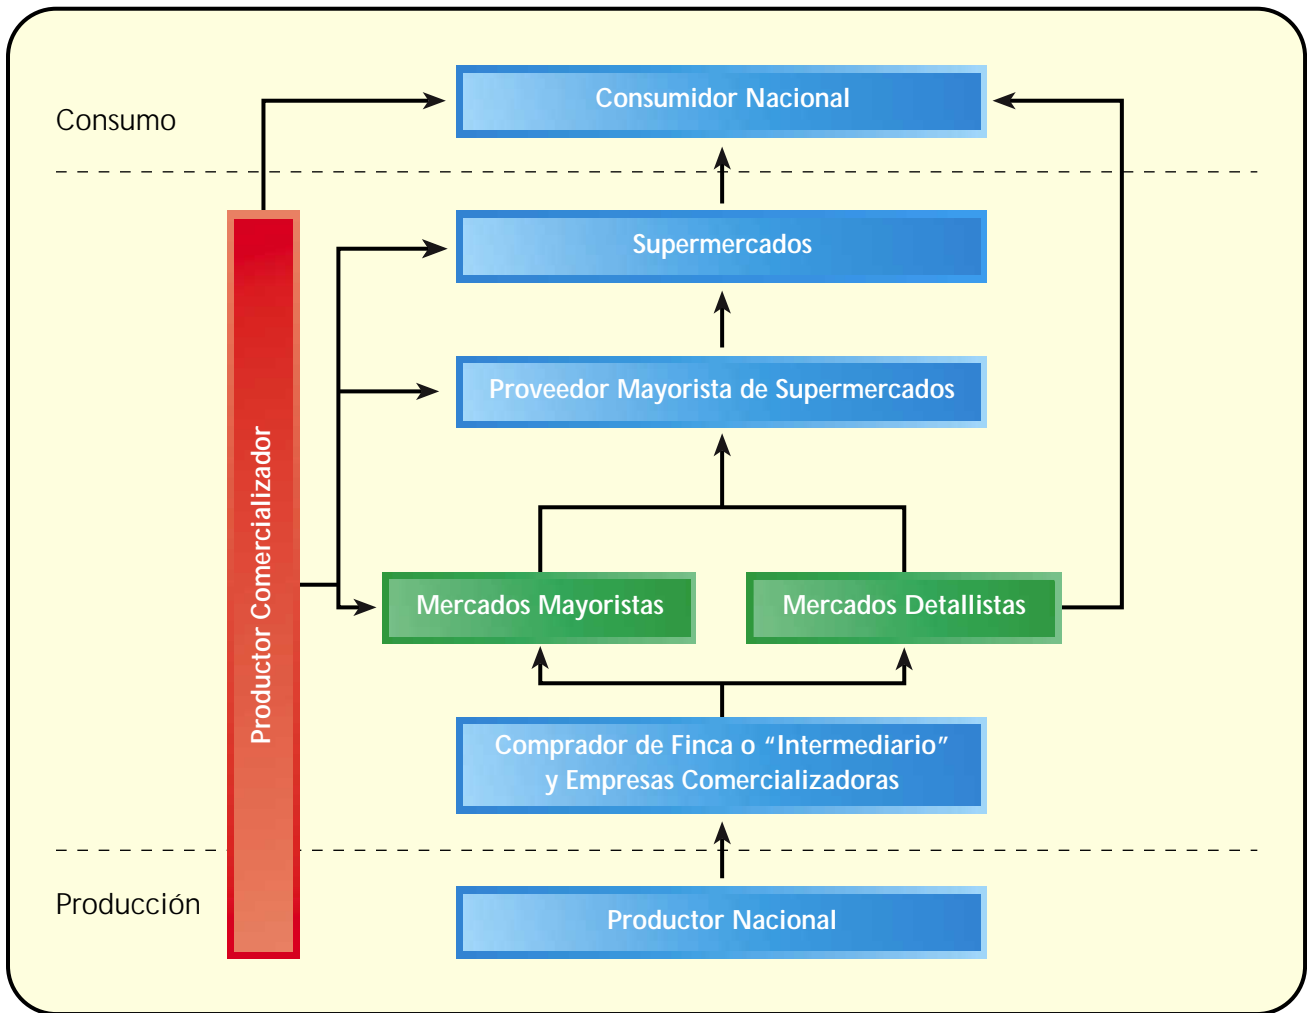 Consumidor Nacional
Consumo
Supermercados
Proveedor Mayorista de Supermercados
Productor Comercializador
Mercados Mayoristas
Mercados Detallistas
Comprador de Finca o “Intermediario”
y Empresas Comercializadoras
Producción
Productor Nacional